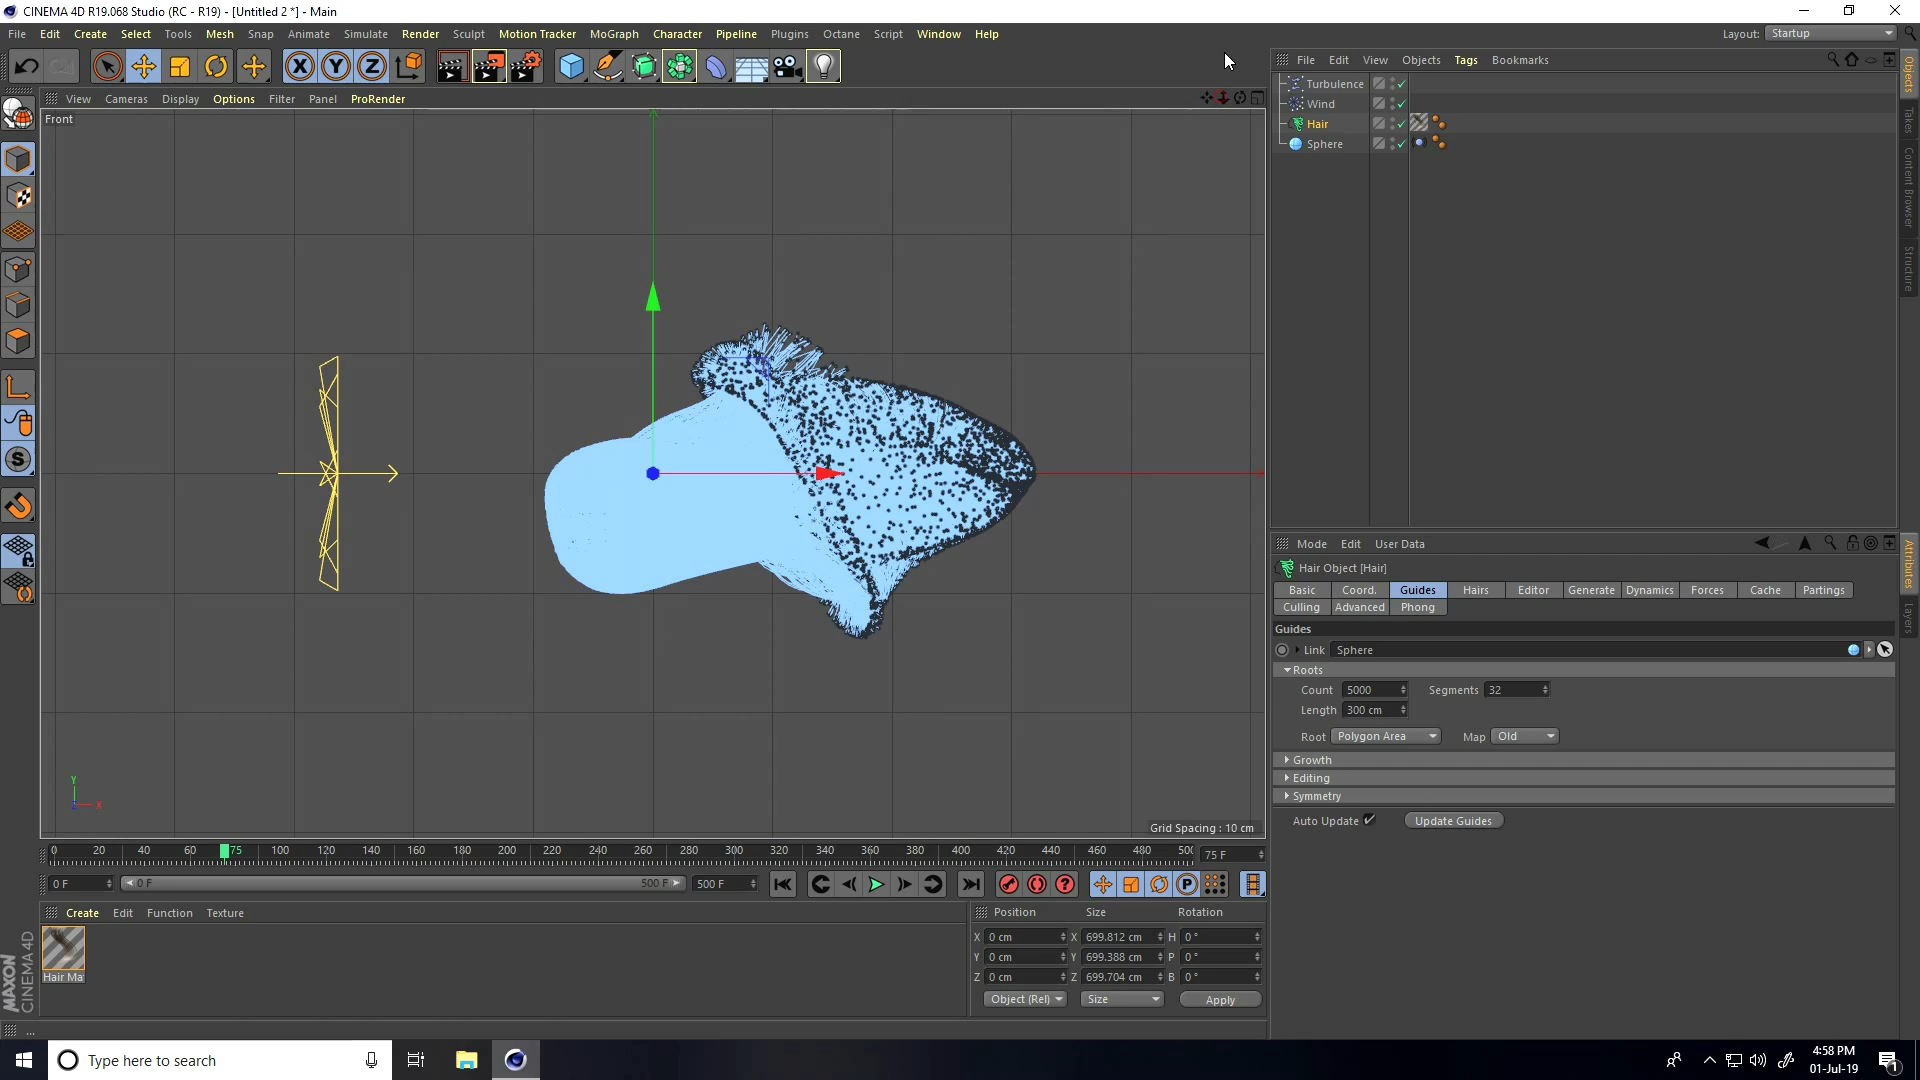 CINEMA 4D R19.068 Studio (RC - R19) - [Untitled 2 *] - Main
File Edit Create Select Tools Mesh Snap Animate Simulate Render Sculpt Motion Tracker MoGraph Character Pipeline Plugins Octane Script Window Help
Layout: Startup
X Y Z
File Edit View Objects Tags Bookmarks
View Cameras Display Options Filter Panel ProRender
Front
Turbulence
Wind
Hair
Sphere
Objects
Takes
Content Browser
Structure
S
Y
X
Grid Spacing : 10 cm
Mode Edit User Data
Attributes
Layers
Hair Object [Hair]
Basic Coord. Guides Hairs Editor Generate Dynamics Forces Cache Partings
Culling Advanced Phong
Guides
Link Sphere
Roots
Count 5000 Segments 32
Length 300 cm
Root Polygon Area Map Old
Growth
Editing
Symmetry
Auto Update Update Guides
0 20 40 60 75 100 120 140 160 180 200 220 240 260 280 300 320 340 360 380 400 420 440 460 480 500 75 F
0 F 0 F 500 F 500 F
P
Create Edit Function Texture
Hair Ma
Position Size Rotation
X 0 cm X 699.812 cm H 0 °
Y 0 cm Y 699.388 cm P 0 °
Z 0 cm Z 699.704 cm B 0 °
Object (Rel) Size Apply
MAXON
CINEMA 4D
...
Type here to search
4:58 PM
01-Jul-19
1